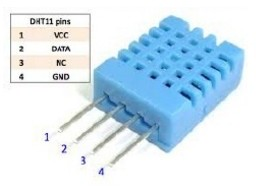 DHT11 pins
1 VCC
2 DATA
3 NC
4 GND
1
2
3
4